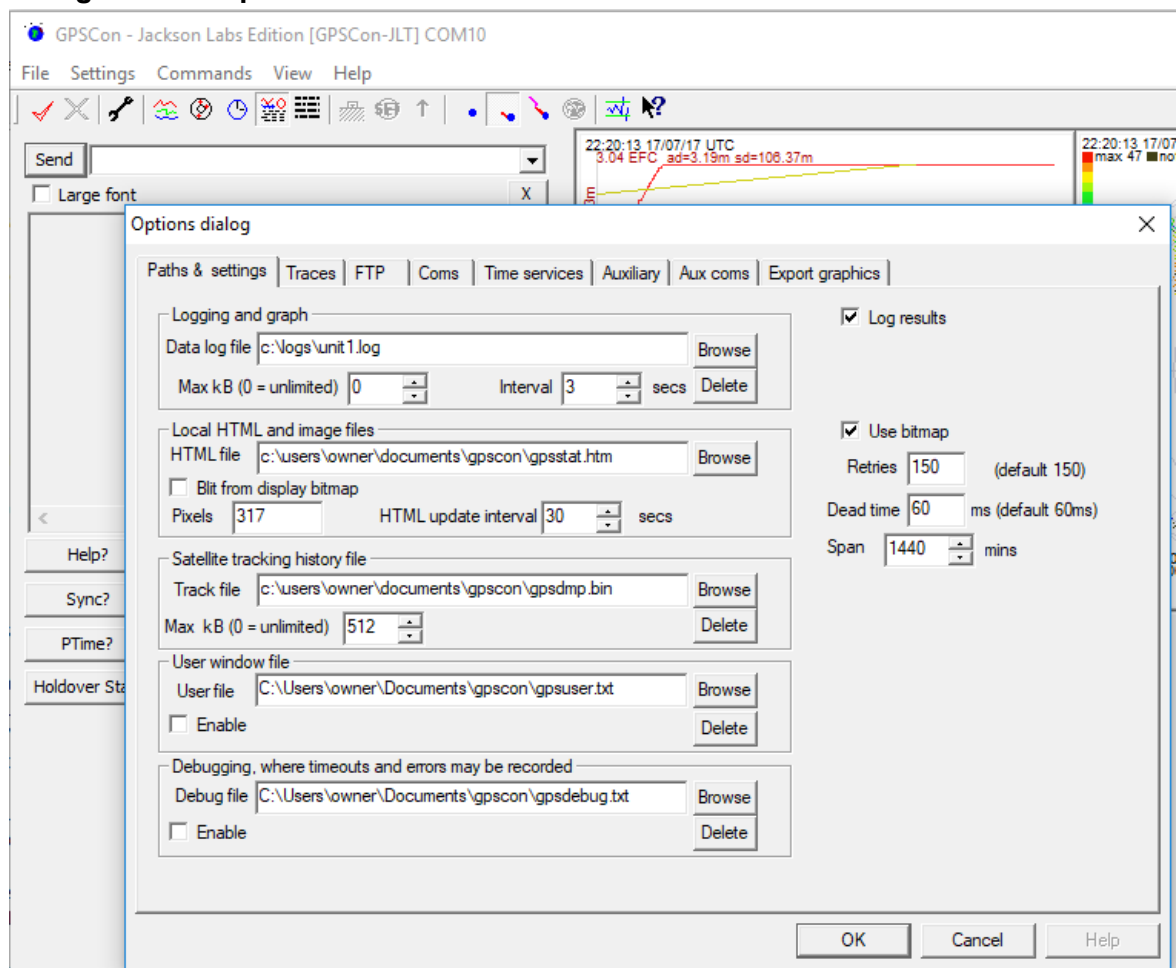 GPSCon - Jackson Labs Edition [GPSCon-JLT] COM10
File Settings Commands View Help
Send
Large font X
22:20:13 17/07/17 UTC
3.04 EFC ad=3.19m sd=106.37m
22:20:13 17/07
max 47 no
Options dialog
Paths & settings Traces FTP Coms Time services Auxiliary Aux coms Export graphics
Logging and graph
Data log file c:\logs\unit1.log Browse
Max kB (0 = unlimited) 0 Interval 3 secs Delete
Log results
Local HTML and image files
HTML file c:\users\owner\documents\gpscon\gpsstat.htm Browse
Blit from display bitmap
Pixels 317 HTML update interval 30 secs
Use bitmap
Retries 150 (default 150)
Dead time 60 ms (default 60ms)
Span 1440 mins
Satellite tracking history file
Track file c:\users\owner\documents\gpscon\gpsdmp.bin Browse
Max kB (0 = unlimited) 512 Delete
User window file
User file C:\Users\owner\Documents\gpscon\gpsuser.txt Browse
Enable Delete
Debugging, where timeouts and errors may be recorded
Debug file C:\Users\owner\Documents\gpscon\gpsdebug.txt Browse
Enable Delete
Help?
Sync?
PTime?
Holdover Sta
OK Cancel Help